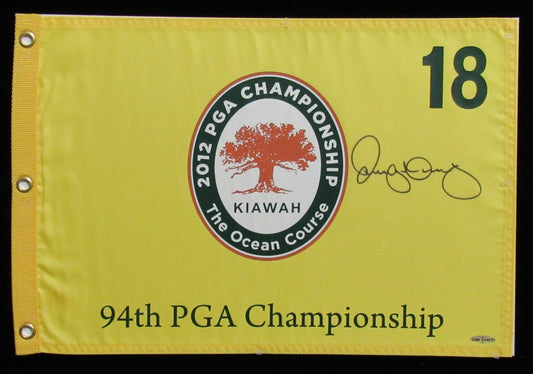 18
2012 PGA CHAMPIONSHIP
KIAWAH
The Ocean Course
94th PGA Championship